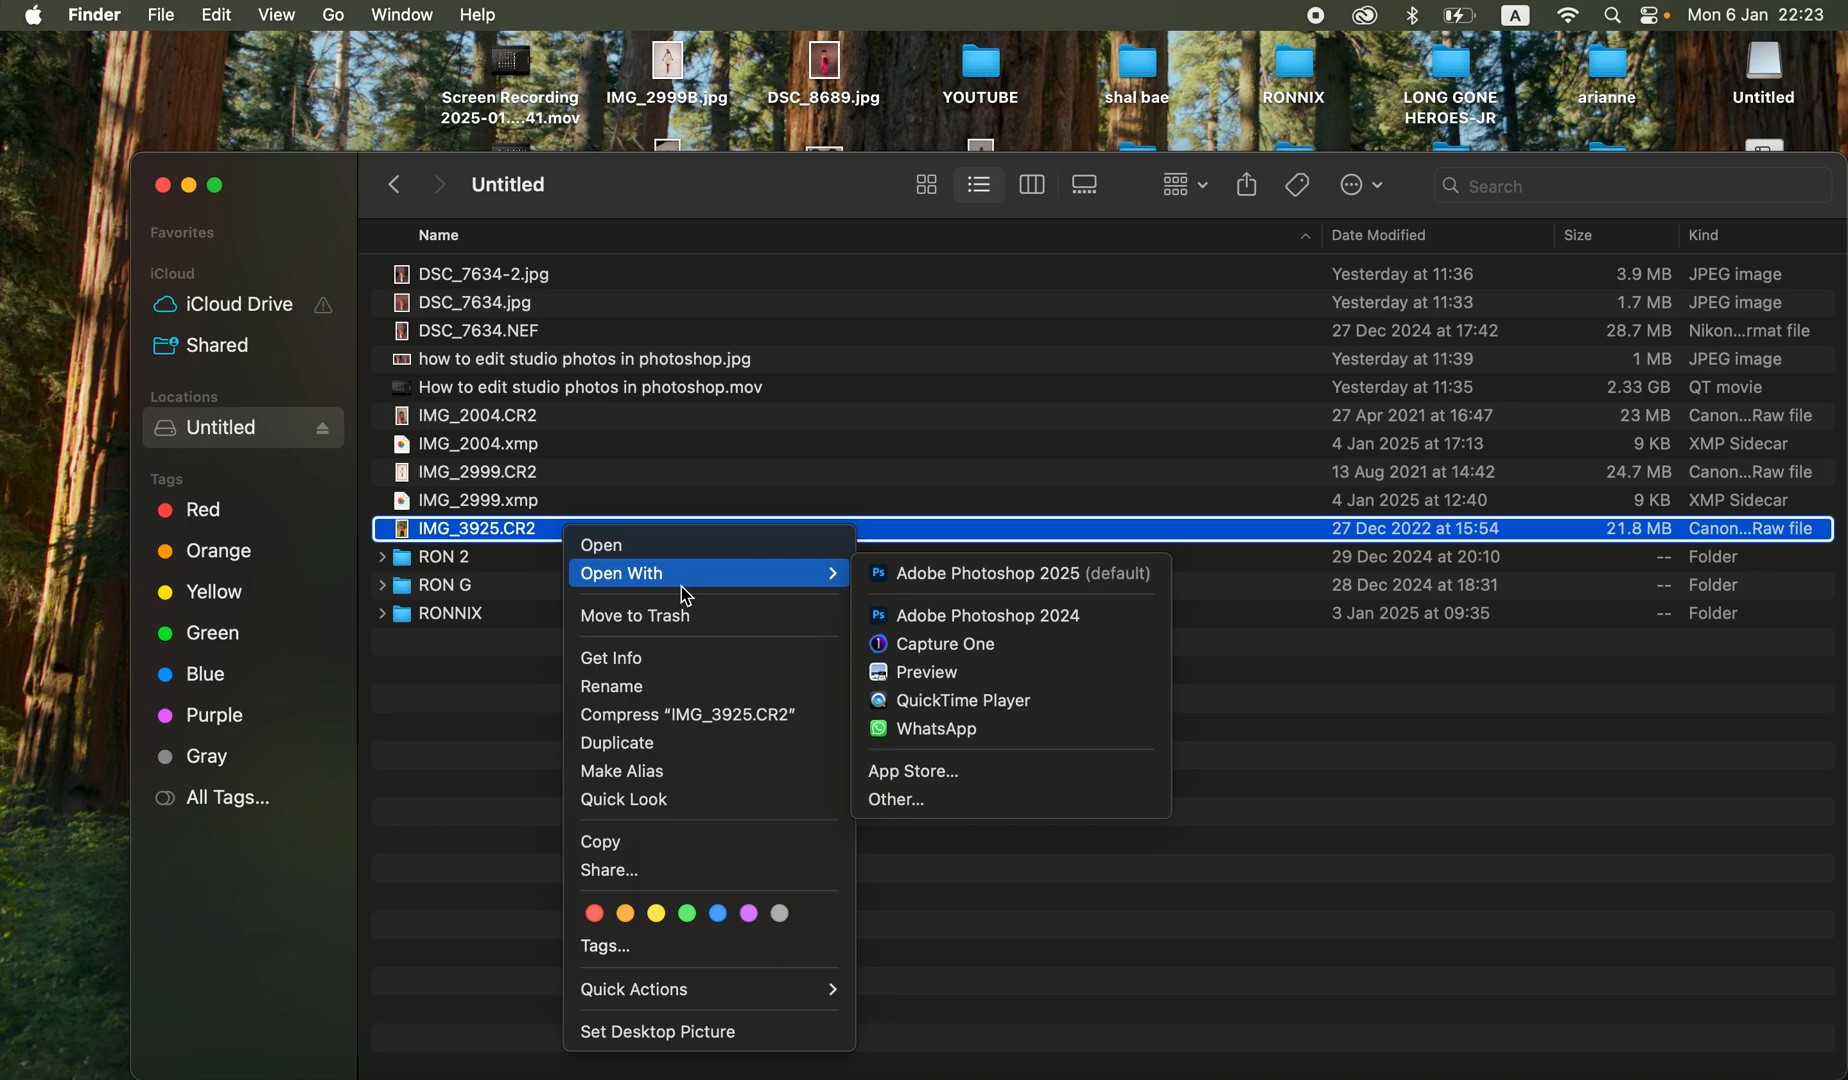 Finder File Edit View Go Window Help A Mon 6 Jan 22:23
Screen Recording 2025-01....41.mov
IMG_2999B.jpg
DSC_8689.jpg
YOUTUBE
shal bae
RONNIX
LONG GONE HEROES-JR
arianne
Untitled
Untitled
Search
Favorites
iCloud
iCloud Drive
Shared
Locations
Untitled
Tags
Red
Orange
Yellow
Green
Blue
Purple
Gray
All Tags...
Name Date Modified Size Kind
DSC_7634-2.jpg Yesterday at 11:36 3.9 MB JPEG image
DSC_7634.jpg Yesterday at 11:33 1.7 MB JPEG image
DSC_7634.NEF 27 Dec 2024 at 17:42 28.7 MB Nikon...rmat file
how to edit studio photos in photoshop.jpg Yesterday at 11:39 1 MB JPEG image
How to edit studio photos in photoshop.mov Yesterday at 11:35 2.33 GB QT movie
IMG_2004.CR2 27 Apr 2021 at 16:47 23 MB Canon...Raw file
IMG_2004.xmp 4 Jan 2025 at 17:13 9 KB XMP Sidecar
IMG_2999.CR2 13 Aug 2021 at 14:42 24.7 MB Canon...Raw file
IMG_2999.xmp 4 Jan 2025 at 12:40 9 KB XMP Sidecar
IMG_3925.CR2 27 Dec 2022 at 15:54 21.8 MB Canon...Raw file
RON 2 29 Dec 2024 at 20:10 -- Folder
RON G 28 Dec 2024 at 18:31 -- Folder
RONNIX 3 Jan 2025 at 09:35 -- Folder
Open
Open With
Move to Trash
Get Info
Rename
Compress “IMG_3925.CR2”
Duplicate
Make Alias
Quick Look
Copy
Share...
Tags...
Quick Actions
Set Desktop Picture
Ps Adobe Photoshop 2025 (default)
Ps Adobe Photoshop 2024
Capture One
Preview
QuickTime Player
WhatsApp
App Store...
Other...